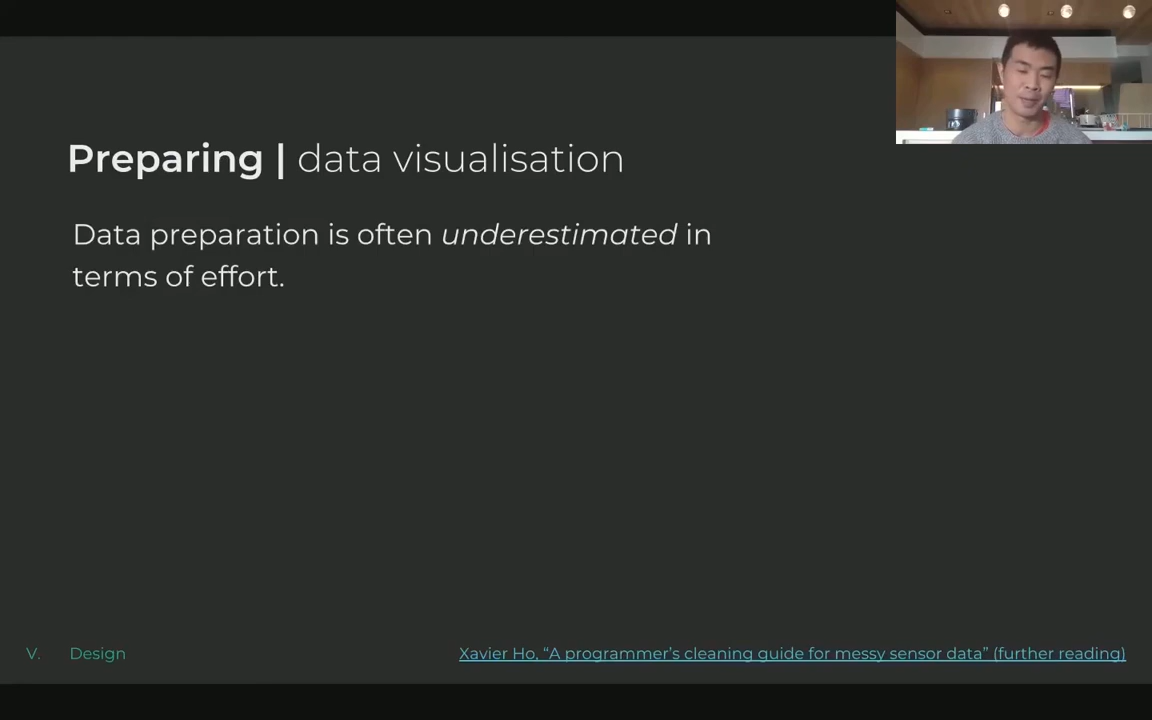 Preparing | data visualisation
Data preparation is often underestimated in
terms of effort.
V. Design
Xavier Ho, “A programmer’s cleaning guide for messy sensor data” (further reading)